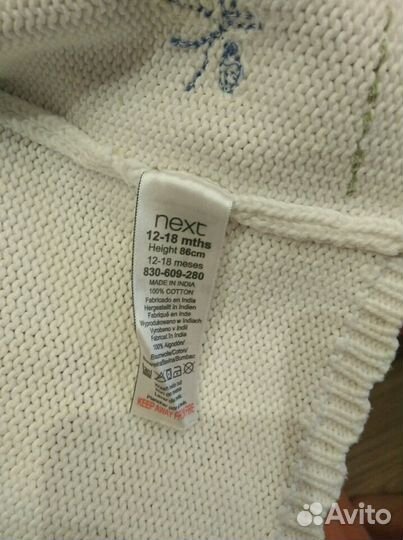 next
12-18 mths
Height 86cm
12-18 meses
830-609-280
MADE IN INDIA
100% COTTON
Fabricado en India
Hergestellt in Indien
Fabriqué en Inde
Wyprodukowano w Indiach
Vyrobeno v Indii
Fabricat în India
100% Algodón/
Baumwolle/Coton/
KEEP AWAY FROM FIRE
Avito